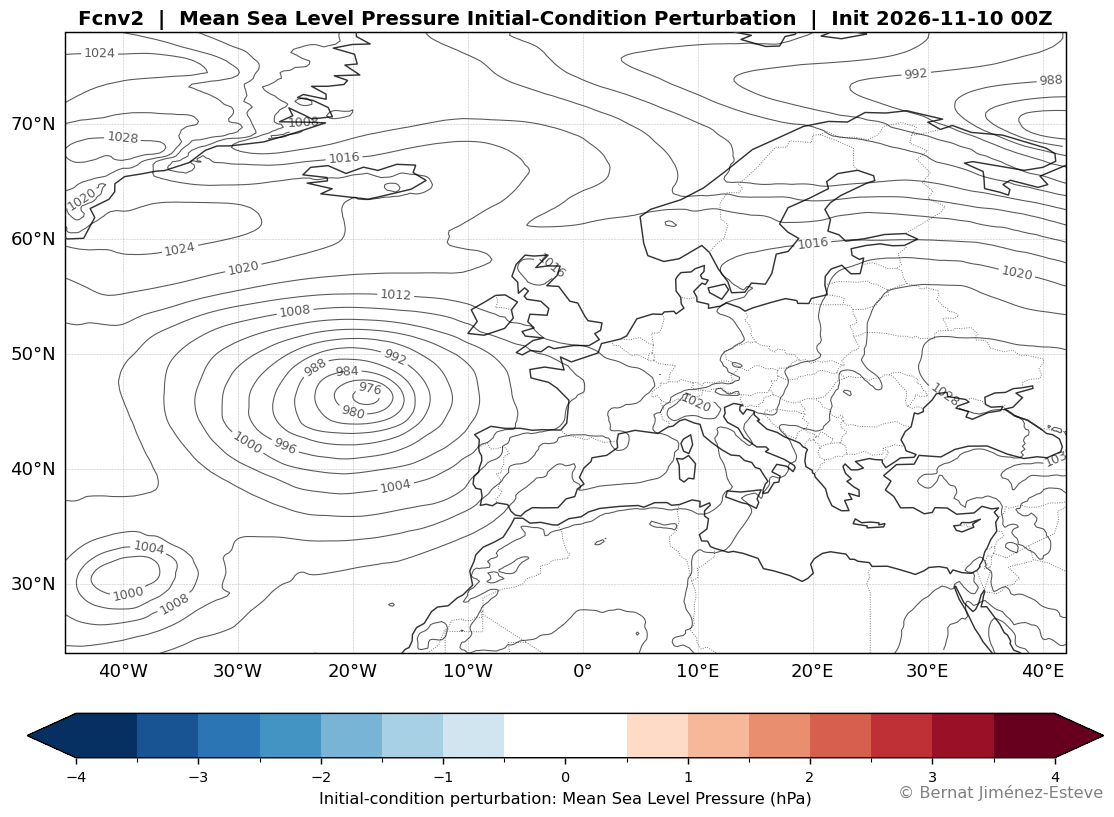 Fcnv2 | Mean Sea Level Pressure Initial-Condition Perturbation | Init 2026-11-10 00Z
1024
992
988
70°N
1028
1008
1016
1020
60°N
1024
1016
1020
1016
1020
1012
1008
50°N
992
988
984
976
980
1028
1020
1000
996
40°N
1004
1004
30°N
1000
1008
40°W 30°W 20°W 10°W 0° 10°E 20°E 30°E 40°E
−4 −3 −2 −1 0 1 2 3 4
Initial-condition perturbation: Mean Sea Level Pressure (hPa)
© Bernat Jiménez-Esteve